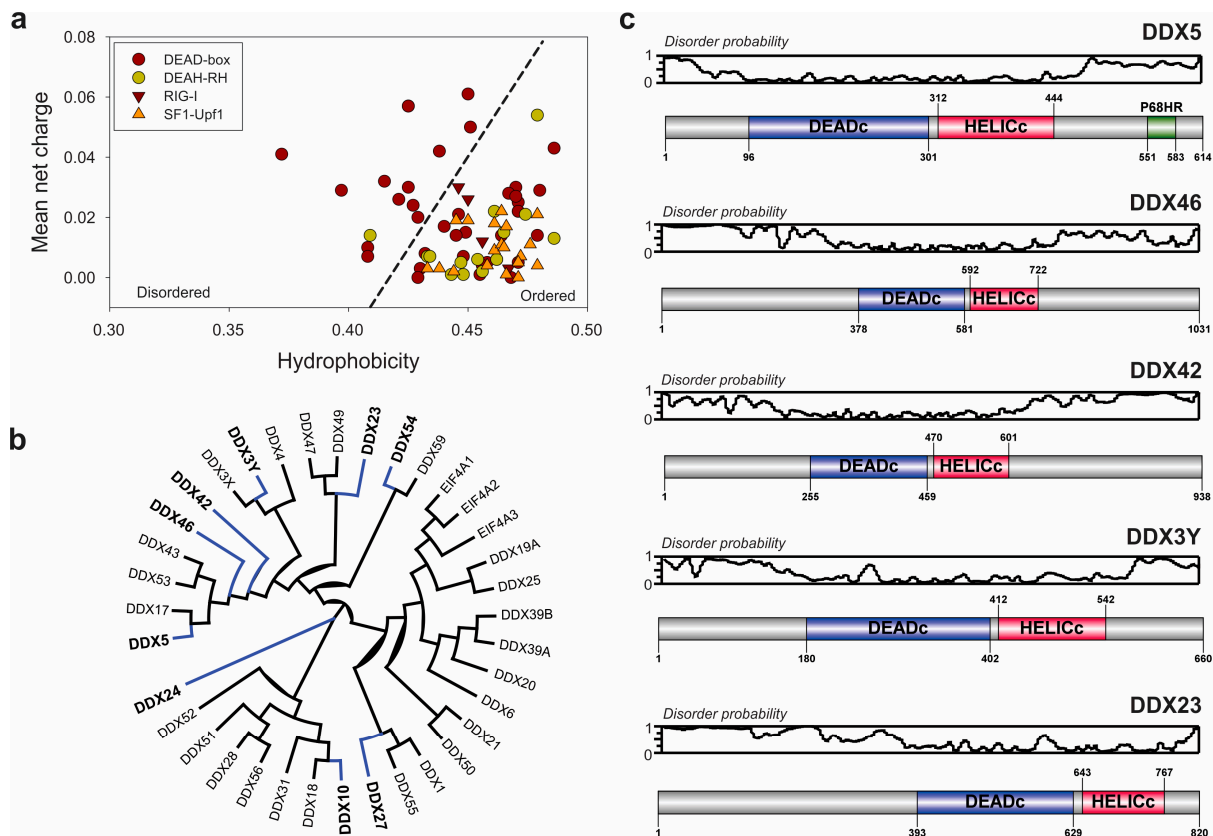 a
0.08
0.06
0.04
0.02
0.00
Mean net charge
DEAD-box
DEAH-RH
RIG-I
SF1-Upf1
Disordered
Ordered
0.30
0.35
0.40
0.45
0.50
Hydrophobicity
b
DDX3X
DDX3Y
DDX4
DDX47
DDX49
DDX23
DDX54
DDX59
EIF4A1
EIF4A2
EIF4A3
DDX19A
DDX25
DDX39B
DDX39A
DDX20
DDX6
DDX21
DDX50
DDX1
DDX55
DDX27
DDX10
DDX18
DDX31
DDX56
DDX28
DDX51
DDX52
DDX24
DDX5
DDX17
DDX53
DDX43
DDX46
DDX42
c
DDX5
Disorder probability
1
0
312
444
P68HR
DEADc
HELICc
1
96
301
551
583
614
DDX46
Disorder probability
1
0
592
722
DEADc
HELICc
1
378
581
1031
DDX42
Disorder probability
1
0
470
601
DEADc
HELICc
1
255
459
938
DDX3Y
Disorder probability
1
0
412
542
DEADc
HELICc
1
180
402
660
DDX23
Disorder probability
1
0
643
767
DEADc
HELICc
1
393
629
820